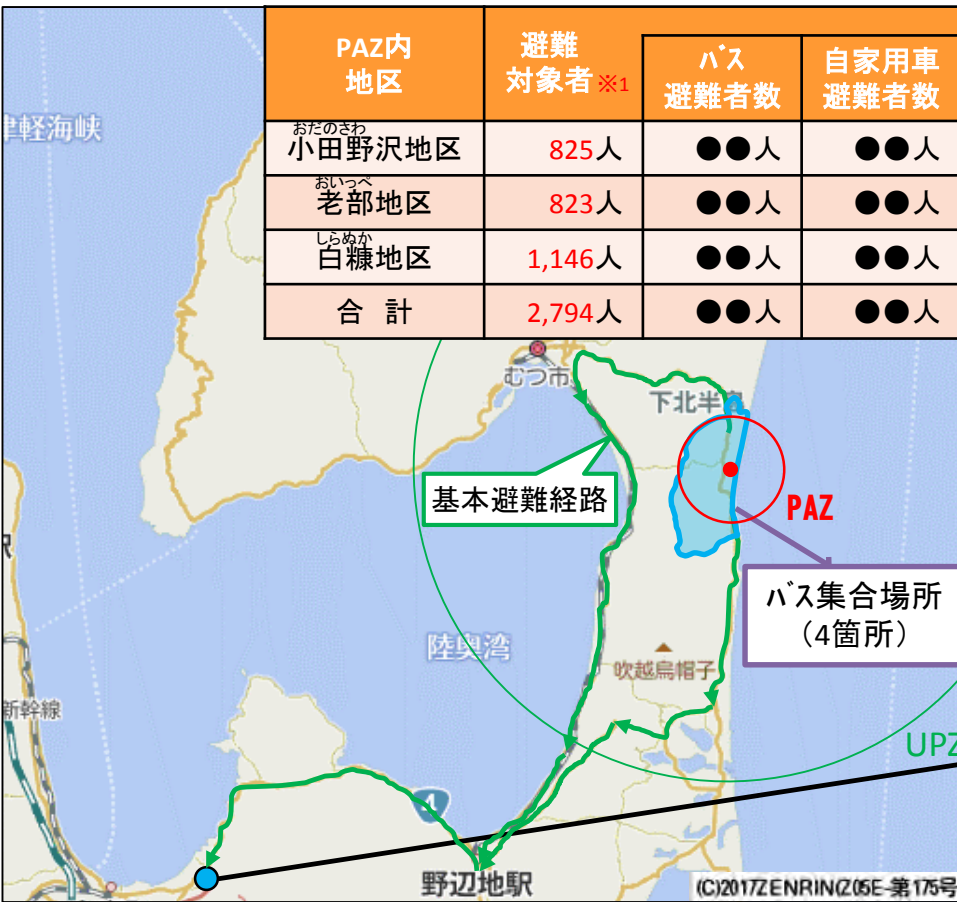 PAZ内
地区
避難
対象者※1
バス
避難者数
自家用車
避難者数
おだのさわ
小田野沢地区
825人
●●人
●●人
おいっぺ
老部地区
823人
●●人
●●人
しらぬか
白糠地区
1,146人
●●人
●●人
合 計
2,794人
●●人
●●人
津軽海峡
むつ市
下北半島
基本避難経路
PAZ
バス集合場所
（4箇所）
陸奥湾
吹越烏帽子
新幹線
UPZ
4
野辺地駅
(C)2017ZENRIN(Z05E-第175号